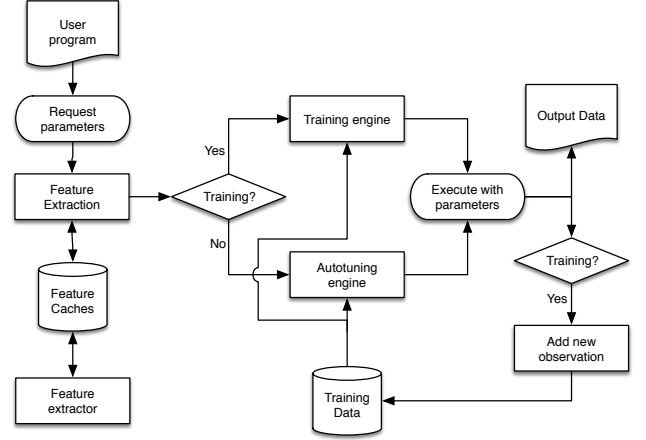 User
program
Request
parameters
Feature
Extraction
Feature
Caches
Feature
extractor
Training?
Yes
No
Training engine
Autotuning
engine
Training
Data
Execute with
parameters
Output Data
Training?
Yes
Add new
observation